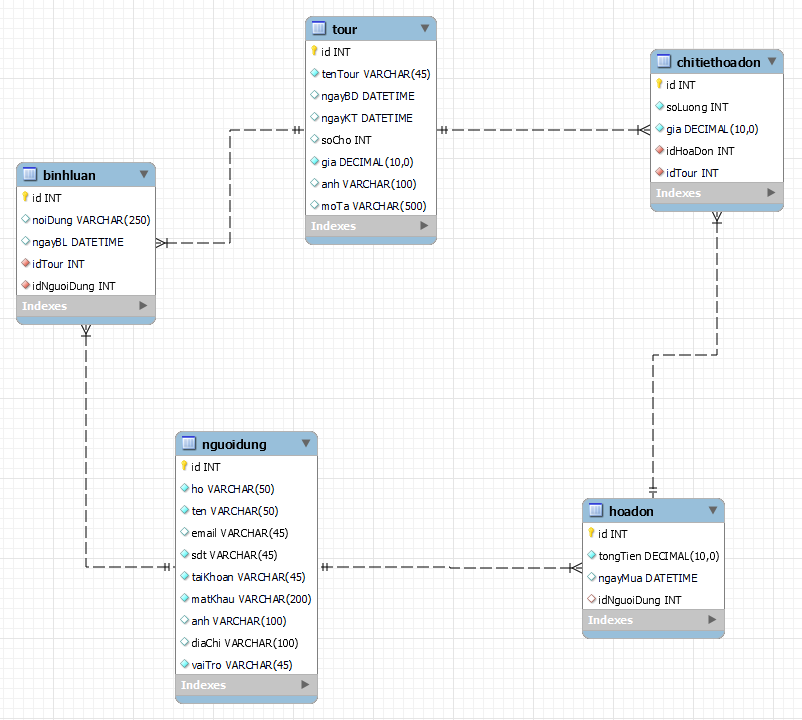 tour
id INT
tenTour VARCHAR(45)
ngayBD DATETIME
ngayKT DATETIME
soCho INT
gia DECIMAL(10,0)
anh VARCHAR(100)
moTa VARCHAR(500)
Indexes
chitiethoadon
id INT
soLuong INT
gia DECIMAL(10,0)
idHoaDon INT
idTour INT
Indexes
binhluan
id INT
noiDung VARCHAR(250)
ngayBL DATETIME
idTour INT
idNguoiDung INT
Indexes
nguoidung
id INT
ho VARCHAR(50)
ten VARCHAR(50)
email VARCHAR(45)
sdt VARCHAR(45)
taiKhoan VARCHAR(45)
matKhau VARCHAR(200)
anh VARCHAR(100)
diaChi VARCHAR(100)
vaiTro VARCHAR(45)
Indexes
hoadon
id INT
tongTien DECIMAL(10,0)
ngayMua DATETIME
idNguoiDung INT
Indexes